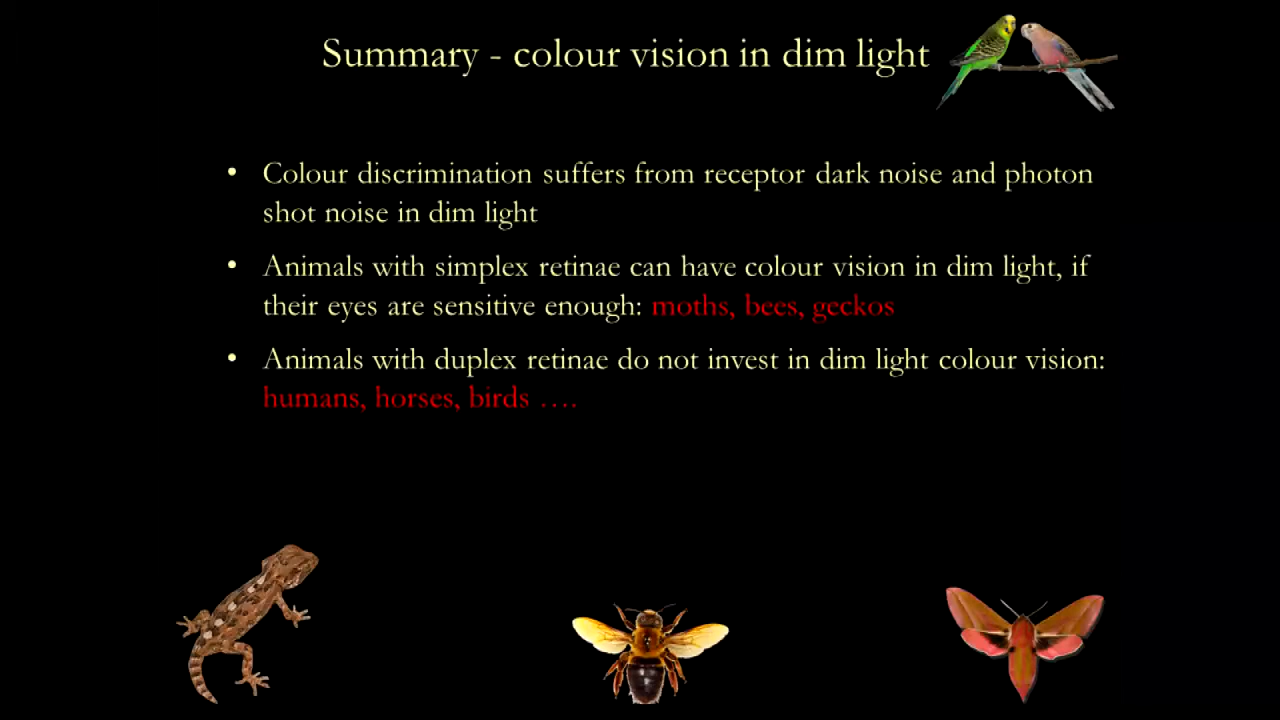 Summary - colour vision in dim light
• Colour discrimination suffers from receptor dark noise and photon
shot noise in dim light
• Animals with simplex retinae can have colour vision in dim light, if
their eyes are sensitive enough: moths, bees, geckos
• Animals with duplex retinae do not invest in dim light colour vision:
humans, horses, birds ….